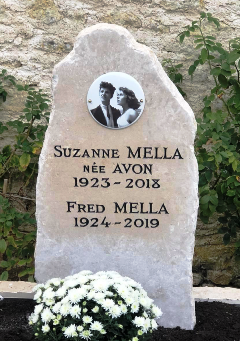 SUZANNE MELLA
NÉE AVON
1923-2018
FRED MELLA
1924-2019